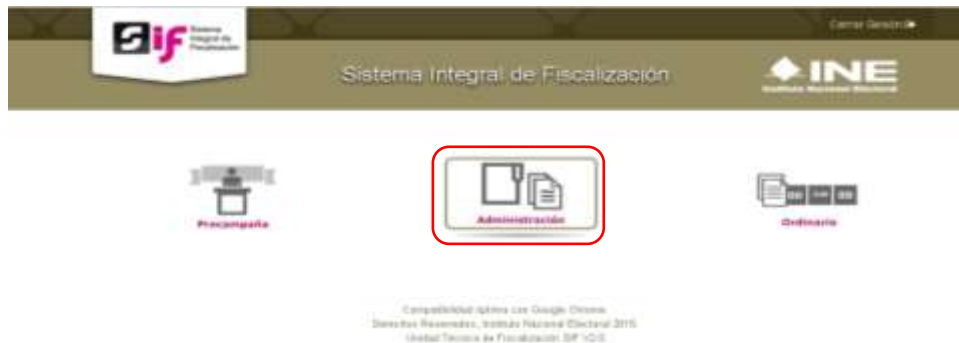 Sif Sistema
Integral de
Fiscalización
Cerrar Sesión
Sistema Integral de Fiscalización
INE
Instituto Nacional Electoral
Precampaña
Administración
Ordinario
Compatibilidad óptima con Google Chrome
Derechos Reservados, Instituto Nacional Electoral 2015
Unidad Técnica de Fiscalización SIF